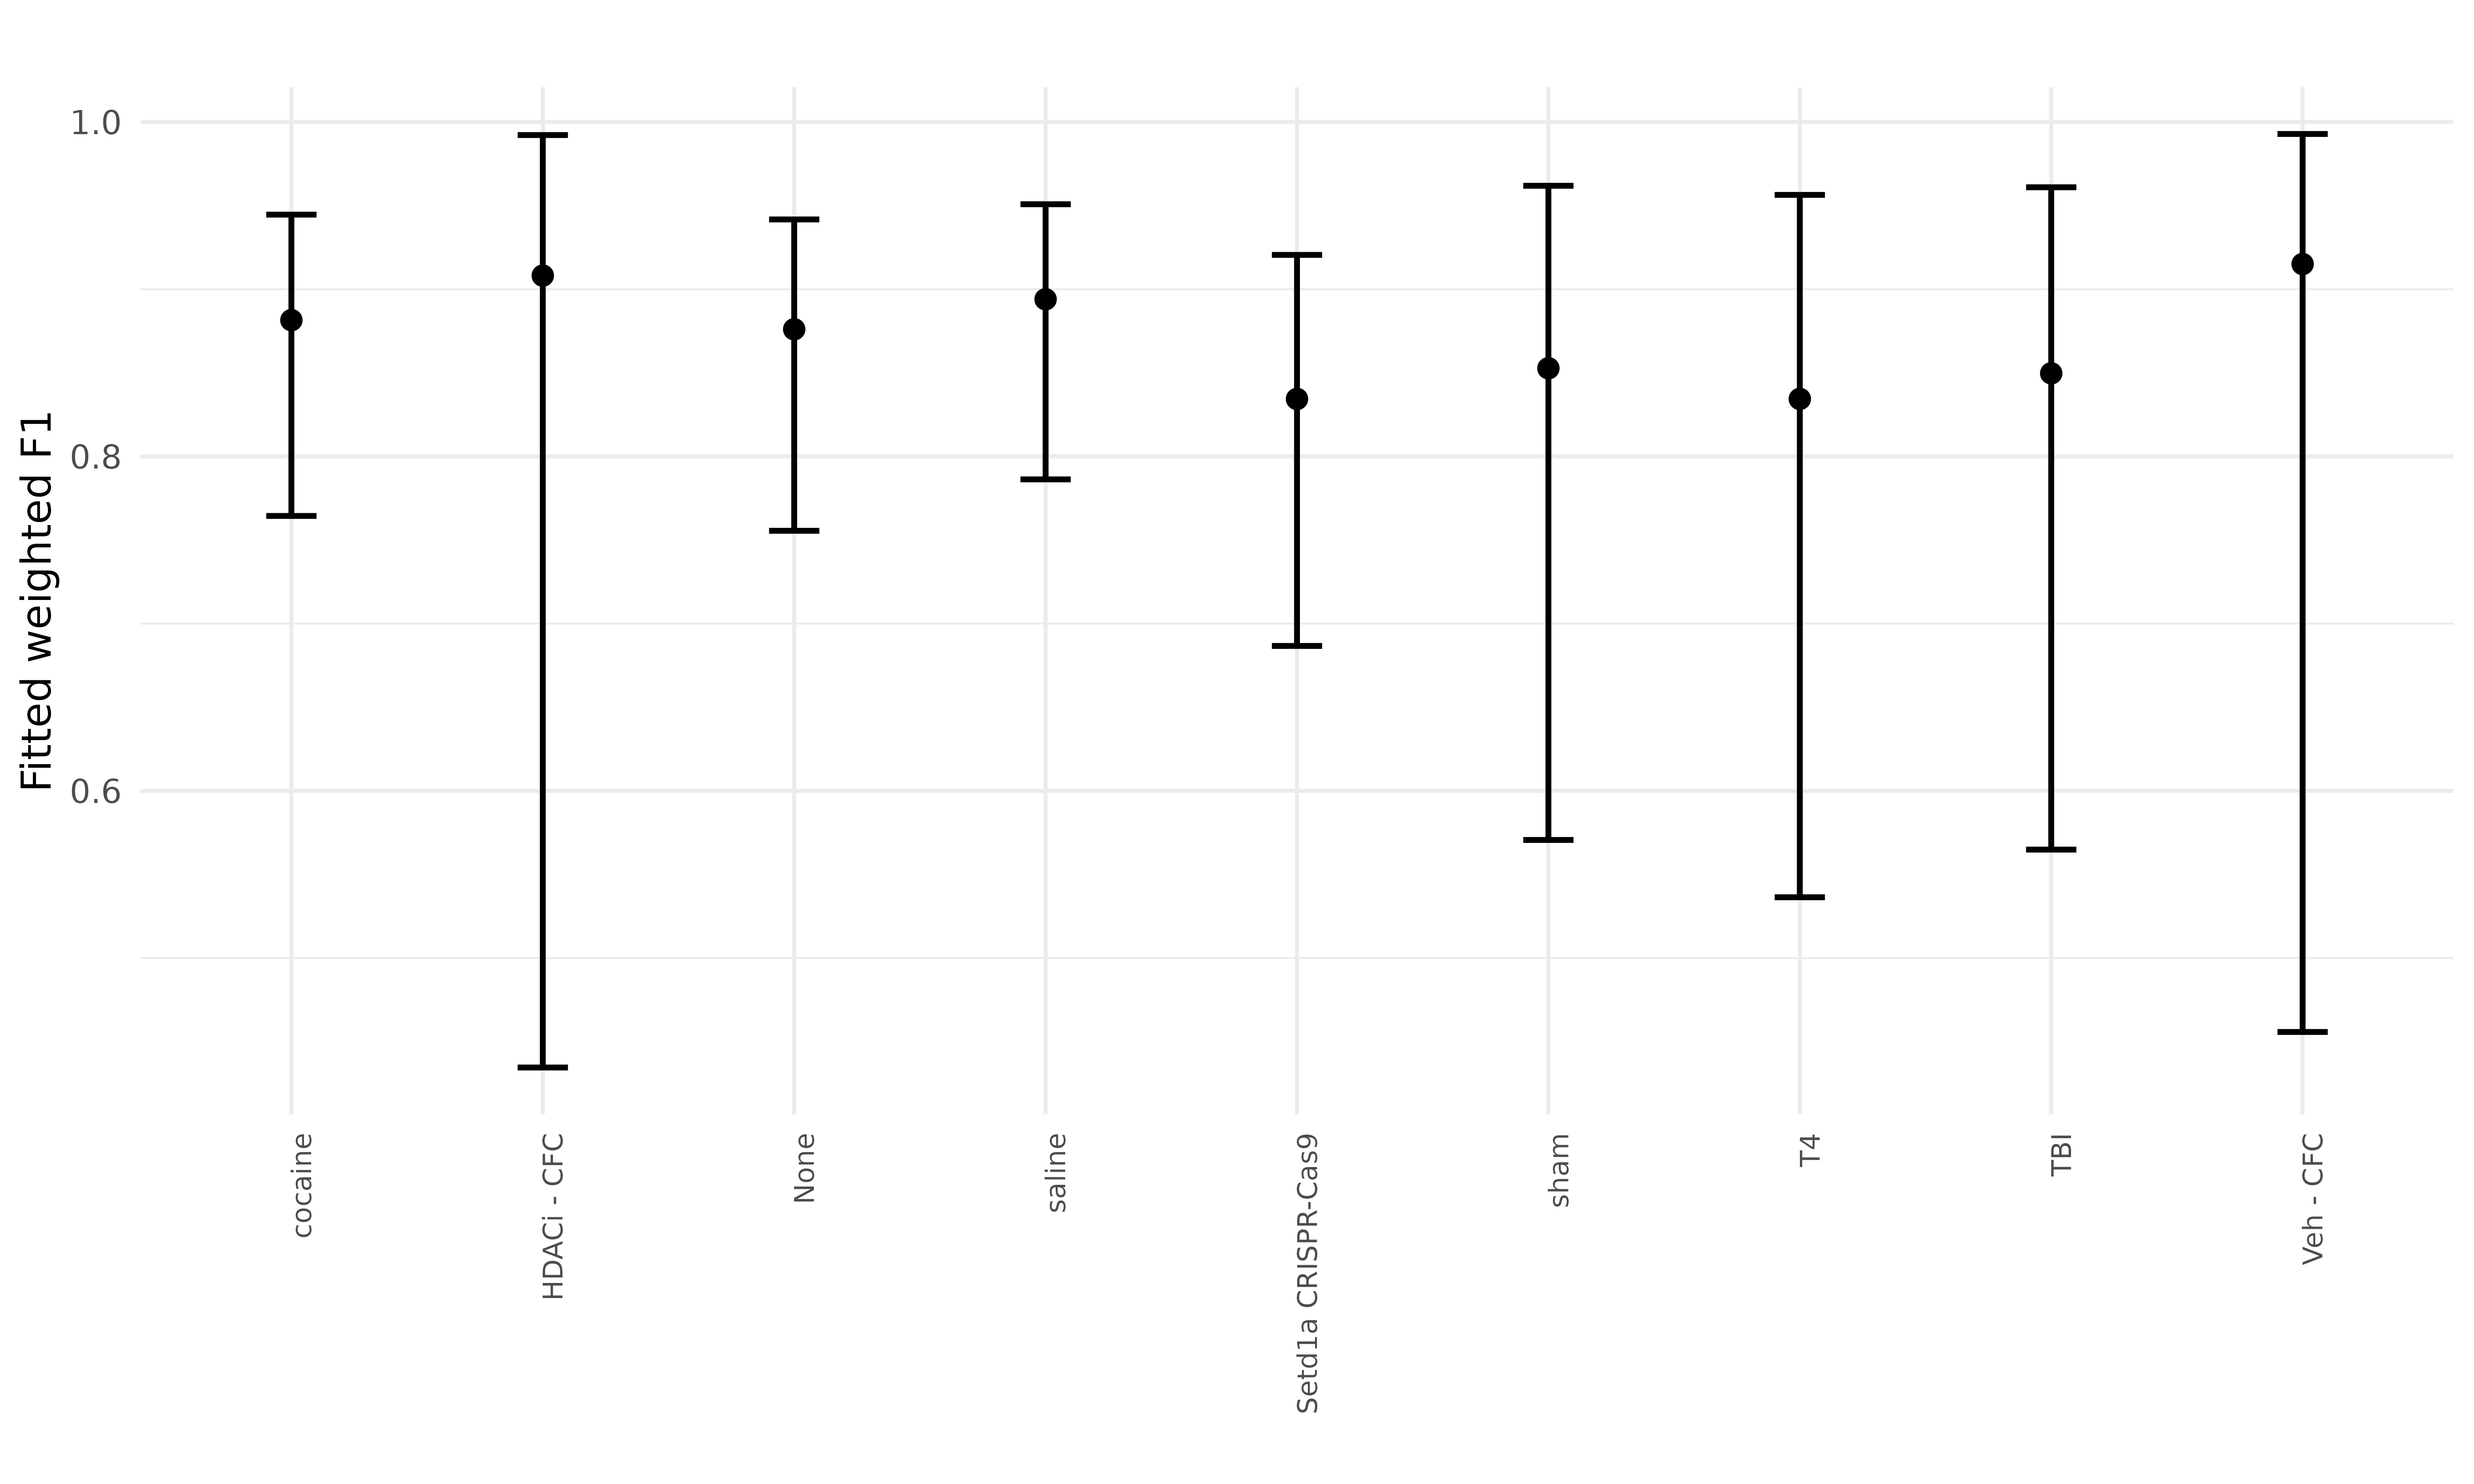 Fitted weighted F1
1.0
0.8
0.6
cocaine
HDACi - CFC
None
saline
Setd1a CRISPR-Cas9
sham
T4
TBI
Veh - CFC